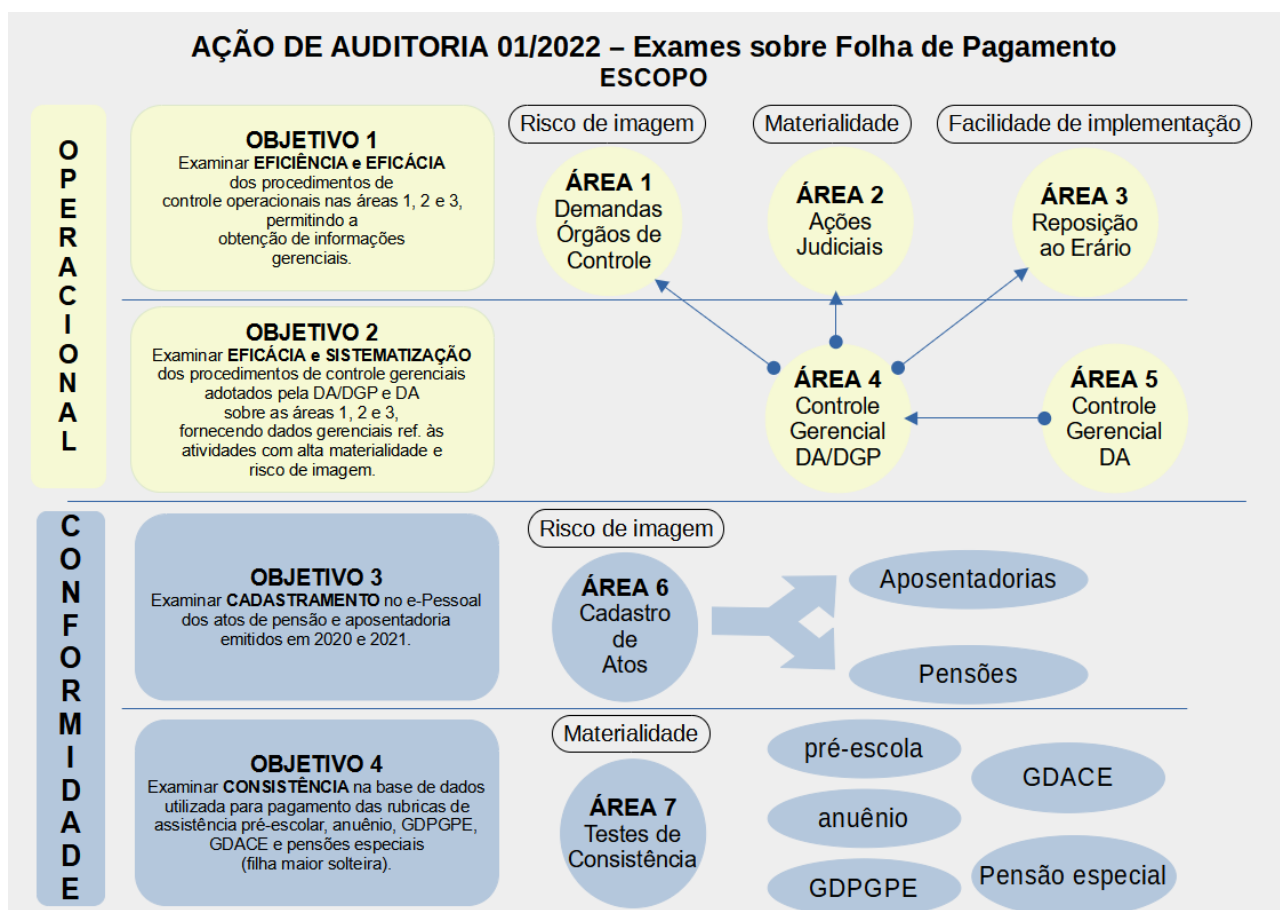 AÇÃO DE AUDITORIA 01/2022 – Exames sobre Folha de Pagamento
ESCOPO
OPERACIONAL
OBJETIVO 1
Examinar EFICIÊNCIA e EFICÁCIA
dos procedimentos de
controle operacionais nas áreas 1, 2 e 3,
permitindo a
obtenção de informações
gerenciais.
Risco de imagem
ÁREA 1
Demandas
Órgãos de
Controle
Materialidade
ÁREA 2
Ações
Judiciais
Facilidade de implementação
ÁREA 3
Reposição
ao Erário
OBJETIVO 2
Examinar EFICÁCIA e SISTEMATIZAÇÃO
dos procedimentos de controle gerenciais
adotados pela DA/DGP e DA
sobre as áreas 1, 2 e 3,
fornecendo dados gerenciais ref. às
atividades com alta materialidade e
risco de imagem.
ÁREA 4
Controle
Gerencial
DA/DGP
ÁREA 5
Controle
Gerencial
DA
CONFORMIDADE
OBJETIVO 3
Examinar CADASTRAMENTO no e-Pessoal
dos atos de pensão e aposentadoria
emitidos em 2020 e 2021.
Risco de imagem
ÁREA 6
Cadastro
de
Atos
Aposentadorias
Pensões
OBJETIVO 4
Examinar CONSISTÊNCIA na base de dados
utilizada para pagamento das rubricas de
assistência pré-escolar, anuênio, GDPGPE,
GDACE e pensões especiais
(filha maior solteira).
Materialidade
ÁREA 7
Testes de
Consistência
pré-escola
anuênio
GDPGPE
GDACE
Pensão especial